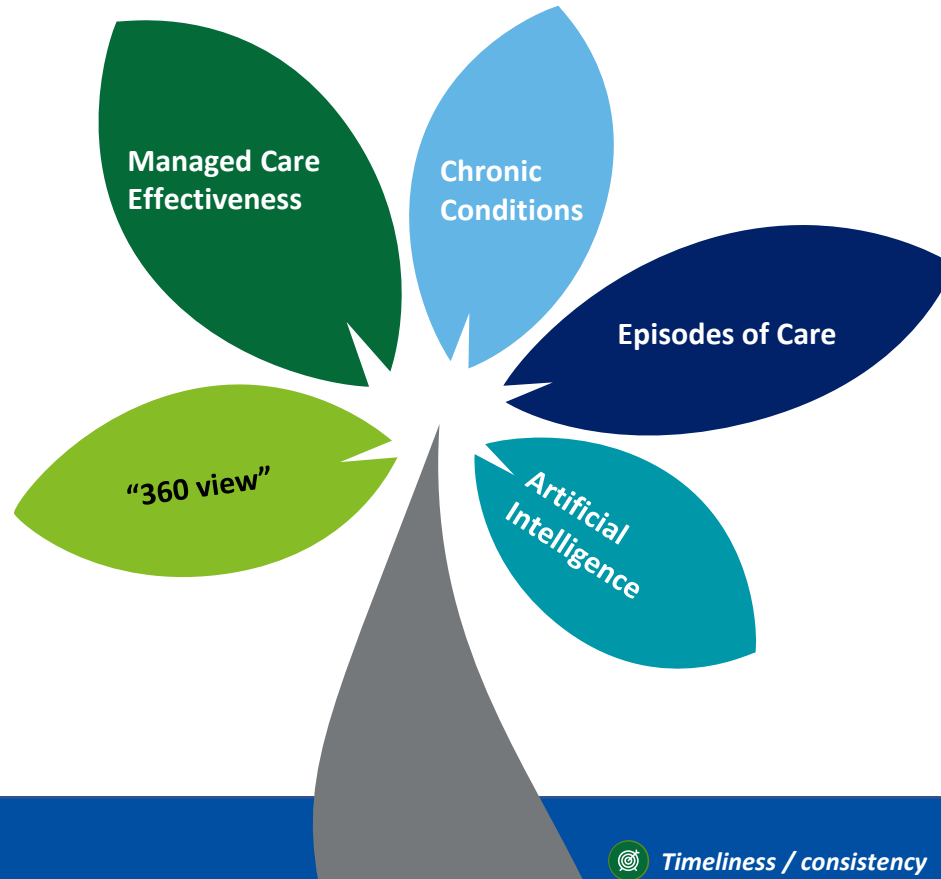 Managed Care
Effectiveness
Chronic
Conditions
Episodes of Care
“360 view”
Artificial
Intelligence
Timeliness / consistency